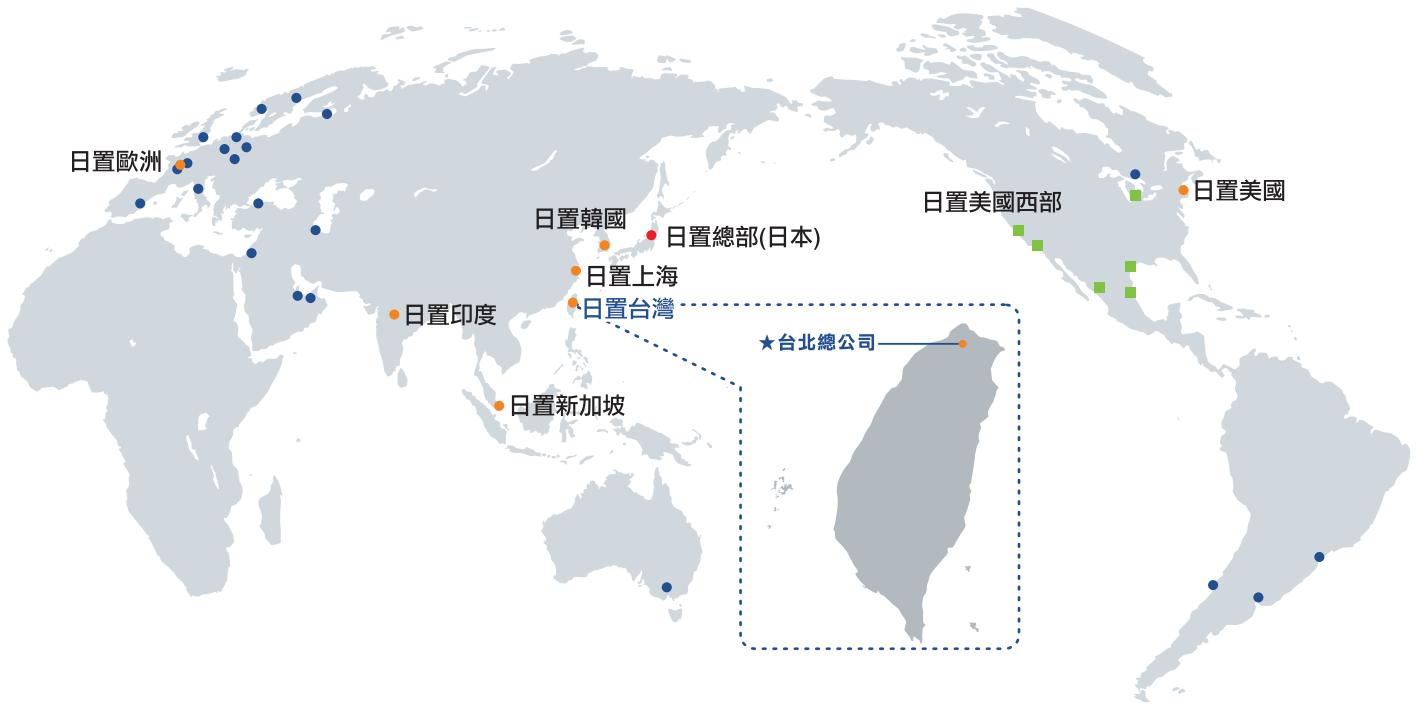 日置歐洲
日置美國
日置美國西部
日置韓國
日置總部(日本)
日置上海
日置台灣
日置印度
★台北總公司
日置新加坡